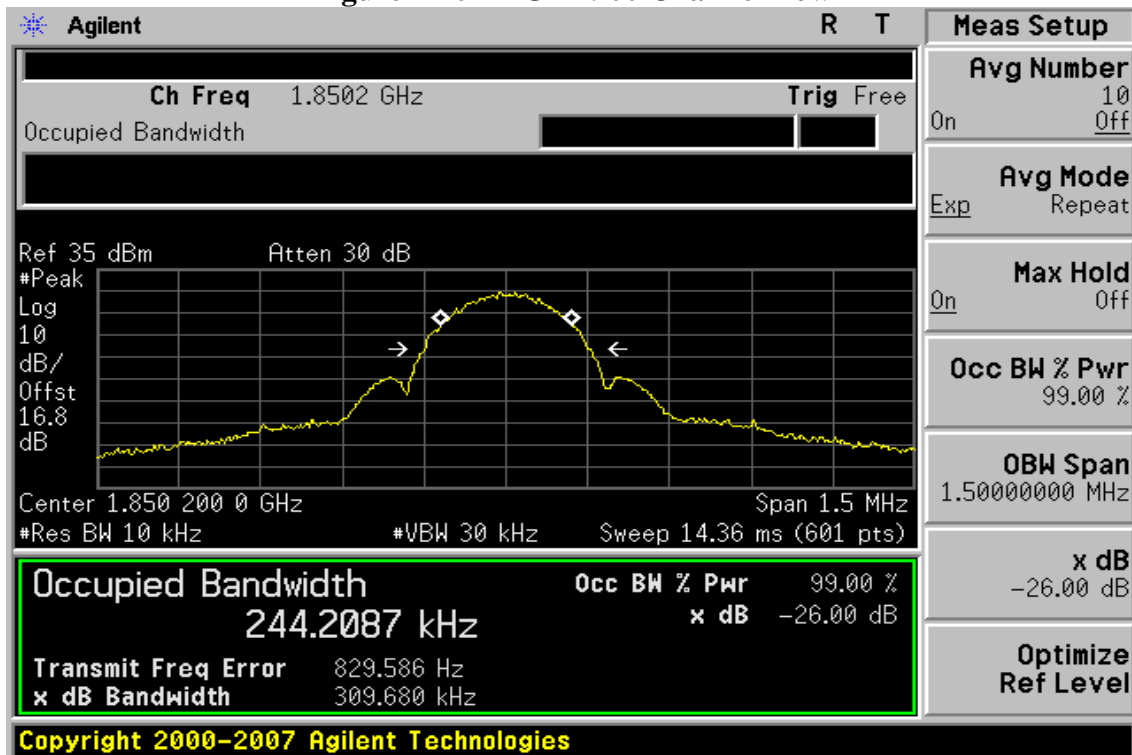 Agilent R T
Meas Setup
Ch Freq 1.8502 GHz Trig Free
Occupied Bandwidth
Avg Number
10
On Off
Avg Mode
Exp Repeat
Max Hold
On Off
Occ BW % Pwr
99.00 %
OBW Span
1.50000000 MHz
x dB
-26.00 dB
Optimize
Ref Level
Ref 35 dBm Atten 30 dB
#Peak
Log
10
dB/
Offst
16.8
dB
Center 1.850 200 0 GHz Span 1.5 MHz
#Res BW 10 kHz #VBW 30 kHz Sweep 14.36 ms (601 pts)
Occupied Bandwidth Occ BW % Pwr 99.00 %
244.2087 kHz x dB -26.00 dB
Transmit Freq Error 829.586 Hz
x dB Bandwidth 309.680 kHz
Copyright 2000-2007 Agilent Technologies